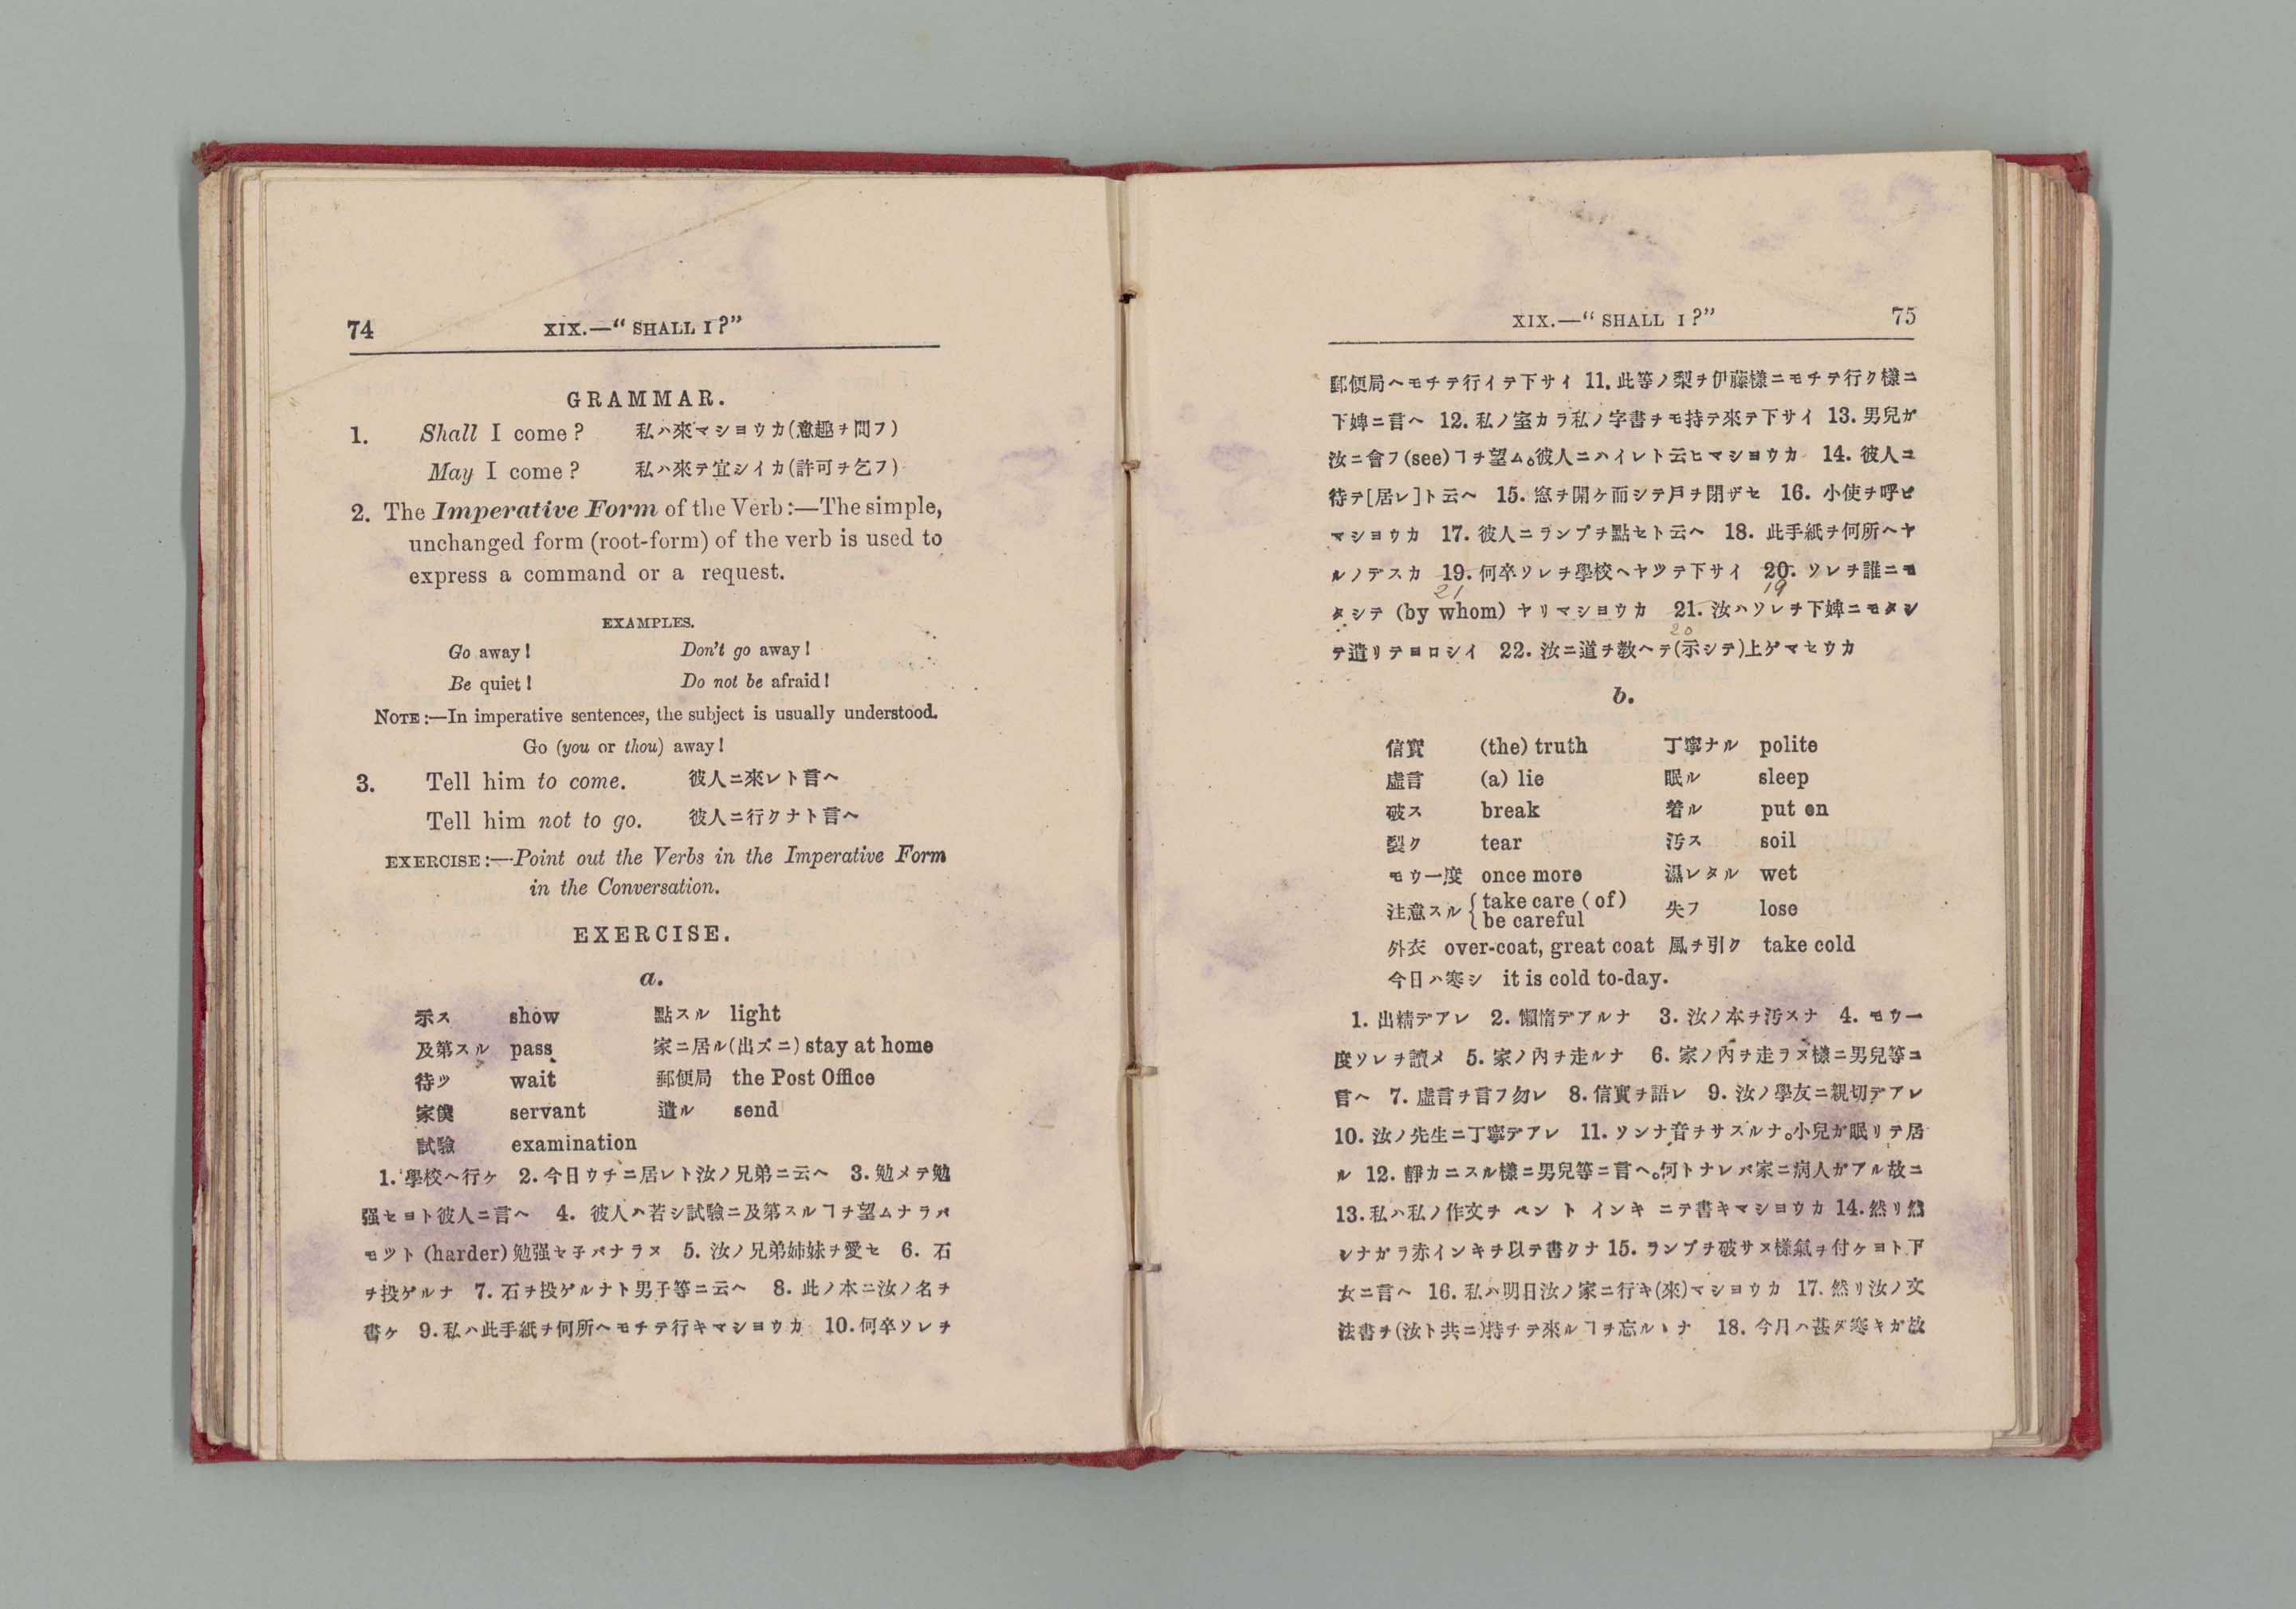 74 XIX.—“SHALL I?”
GRAMMAR.
1. Shall I come? 私ハ來マシヨウカ(意趣ヲ問フ)
May I come? 私ハ來テ宜シイカ(許可ヲ乞フ)
2. The Imperative Form of the Verb:—The simple,
unchanged form (root-form) of the verb is used to
express a command or a request.
EXAMPLES.
Go away! Don't go away!
Be quiet! Do not be afraid!
NOTE:—In imperative sentences, the subject is usually understood.
Go (you or thou) away!
3. Tell him to come. 彼人ニ來レト言ヘ
Tell him not to go. 彼人ニ行クナト言ヘ
EXERCISE:—Point out the Verbs in the Imperative Form
in the Conversation.
EXERCISE.
a.
示ス show 點スル light
及第スル pass 家ニ居ル(出ズニ) stay at home
待ツ wait 郵便局 the Post Office
家僕 servant 遣ル send
試驗 examination
1. 學校ヘ行ケ 2. 今日ウチニ居レト汝ノ兄弟ニ云ヘ 3. 勉メテ勉
强セヨト彼人ニ言ヘ 4. 彼人ハ若シ試驗ニ及第スルヿヲ望ムナラバ
モツト (harder) 勉强セ子バナラヌ 5. 汝ノ兄弟姉妹ヲ愛セ 6. 石
ヲ投ゲルナ 7. 石ヲ投ゲルナト男子等ニ云ヘ 8. 此ノ本ニ汝ノ名ヲ
書ケ 9. 私ハ此手紙ヲ何所ヘモチテ行キマシヨウカ 10. 何卒ソレヲ
XIX.—“SHALL I?” 75
郵便局ヘモチテ行イテ下サイ 11. 此等ノ梨ヲ伊藤樣ニモチテ行ク樣ニ
下婢ニ言ヘ 12. 私ノ室カラ私ノ字書ヲモ持テ來テ下サイ 13. 男兒ガ
汝ニ會フ (see) ヿヲ望ム。彼人ニハイレト云ヒマシヨウカ 14. 彼人ニ
待テ[居レ]ト云ヘ 15. 窓ヲ開ケ而シテ戸ヲ閉ザセ 16. 小使ヲ呼ビ
マシヨウカ 17. 彼人ニランプヲ點セト云ヘ 18. 此手紙ヲ何所ヘヤ
ルノデスカ 19. 何卒ソレヲ學校ヘヤツテ下サイ 20. ソレヲ誰ニモ
21 19
タシテ (by whom) ヤリマシヨウカ 21. 汝ハソレヲ下婢ニモタシ
20
テ遣リテヨロシイ 22. 汝ニ道ヲ敎ヘテ(示シテ)上ゲマセウカ
b.
信實 (the) truth 丁寧ナル polite
虛言 (a) lie 眠ル sleep
破ス break 着ル put on
裂ク tear 汚ス soil
モウ一度 once more 濕レタル wet
注意スル { take care (of) be careful 失フ lose
外衣 over-coat, great coat 風ヲ引ク take cold
今日ハ寒シ it is cold to-day.
1. 出精デアレ 2. 懶惰デアルナ 3. 汝ノ本ヲ汚スナ 4. モウ一
度ソレヲ讀メ 5. 家ノ內ヲ走ルナ 6. 家ノ內ヲ走ラヌ樣ニ男兒等ニ
言ヘ 7. 虛言ヲ言フ勿レ 8. 信實ヲ語レ 9. 汝ノ學友ニ親切デアレ
10. 汝ノ先生ニ丁寧デアレ 11. ソンナ音ヲサスルナ。小兒ガ眠リテ居
ル 12. 靜カニスル樣ニ男兒等ニ言ヘ。何トナレバ家ニ病人ガアル故ニ
13. 私ハ私ノ作文ヲ ペン ト インキ ニテ書キマシヨウカ 14. 然リ然
シナガラ赤インキヲ以テ書クナ 15. ランプヲ破サヌ樣氣ヲ付ケヨト下
女ニ言ヘ 16. 私ハ明日汝ノ家ニ行キ(來)マシヨウカ 17. 然リ汝ノ文
法書ヲ(汝ト共ニ)持チテ來ルヿヲ忘ルヽナ 18. 今月ハ甚ダ寒キガ故